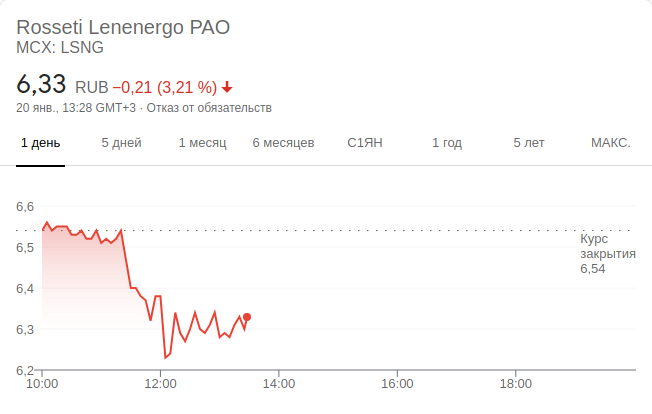 Rosseti Lenenergo PAO
MCX: LSNG
6,33 RUB −0,21 (3,21 %)
20 янв., 13:28 GMT+3 · Отказ от обязательств
1 день 5 дней 1 месяц 6 месяцев С1ЯН 1 год 5 лет МАКС.
6,6
Курс
закрытия
6,54
6,5
6,4
6,3
6,2
10:00 12:00 14:00 16:00 18:00